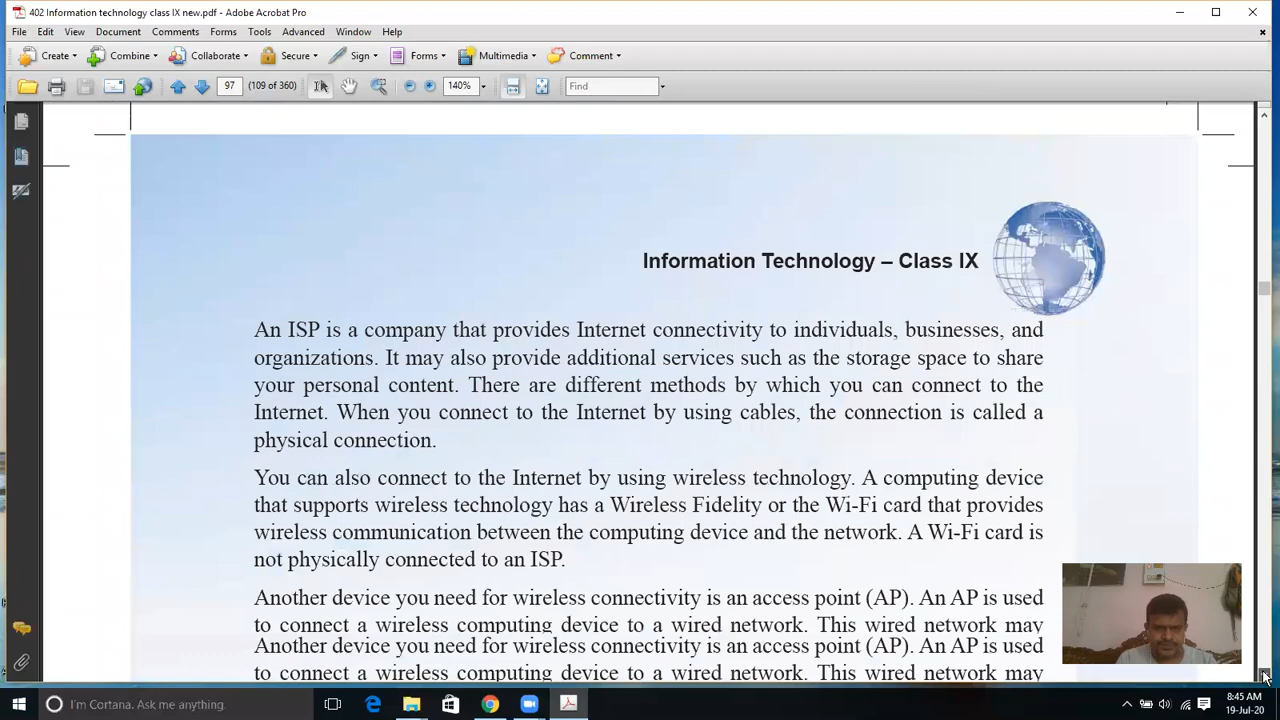 402 Information technology class IX new.pdf - Adobe Acrobat Pro
File Edit View Document Comments Forms Tools Advanced Window Help
Create Combine Collaborate Secure Sign Forms Multimedia Comment
97 (109 of 360) 140% Find
Information Technology – Class IX
An ISP is a company that provides Internet connectivity to individuals, businesses, and
organizations. It may also provide additional services such as the storage space to share
your personal content. There are different methods by which you can connect to the
Internet. When you connect to the Internet by using cables, the connection is called a
physical connection.
You can also connect to the Internet by using wireless technology. A computing device
that supports wireless technology has a Wireless Fidelity or the Wi-Fi card that provides
wireless communication between the computing device and the network. A Wi-Fi card is
not physically connected to an ISP.
Another device you need for wireless connectivity is an access point (AP). An AP is used
to connect a wireless computing device to a wired network. This wired network may
Another device you need for wireless connectivity is an access point (AP). An AP is used
to connect a wireless computing device to a wired network. This wired network may
I'm Cortana. Ask me anything.
8:45 AM
19-Jul-20